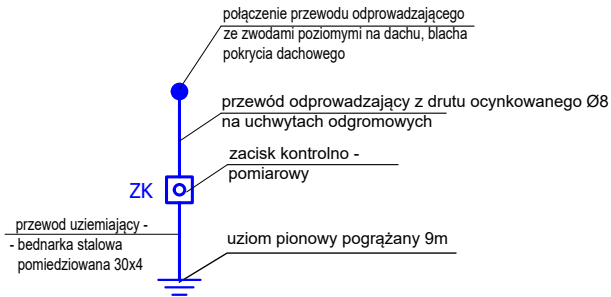 połączenie przewodu odprowadzającego
ze zwodami poziomymi na dachu, blacha
pokrycia dachowego
przewód odprowadzający z drutu ocynkowanego Ø8
na uchwytach odgromowych
zacisk kontrolno -
pomiarowy
ZK
przewod uziemiający -
- bednarka stalowa
pomiedziowana 30x4
uziom pionowy pogrążany 9m